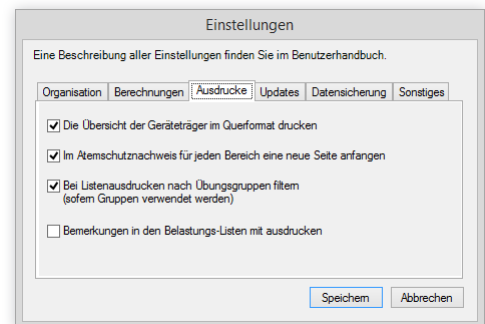 Einstellungen
Eine Beschreibung aller Einstellungen finden Sie im Benutzerhandbuch.
Organisation Berechnungen Ausdrucke Updates Datensicherung Sonstiges
Die Übersicht der Geräteträger im Querformat drucken
Im Atemschutznachweis für jeden Bereich eine neue Seite anfangen
Bei Listenausdrucken nach Übungsgruppen filtern
(sofern Gruppen verwendet werden)
Bemerkungen in den Belastungs-Listen mit ausdrucken
Speichern Abbrechen